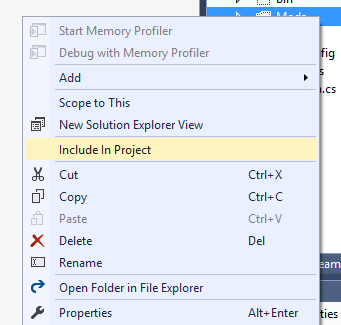 bin
Start Memory Profiler
Debug with Memory Profiler
Add
Scope to This
New Solution Explorer View
Include In Project
Cut Ctrl+X
Copy Ctrl+C
Paste Ctrl+V
Delete Del
Rename
Open Folder in File Explorer
Properties Alt+Enter